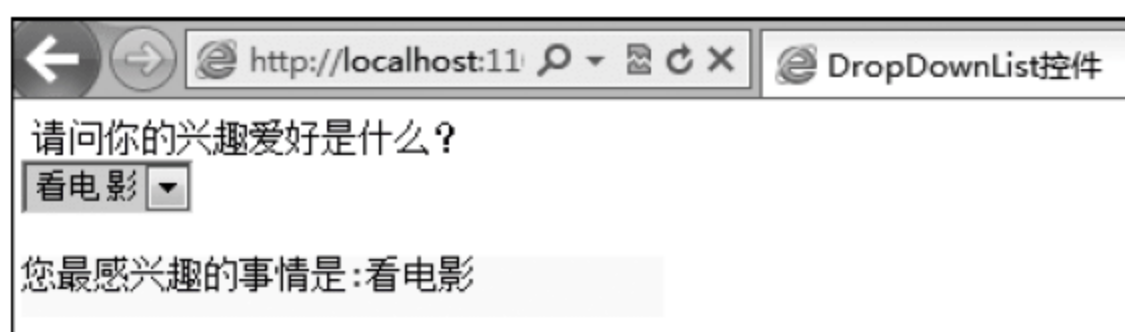 http://localhost:11
DropDownList控件
请问你的兴趣爱好是什么？
看电影
您最感兴趣的事情是:看电影